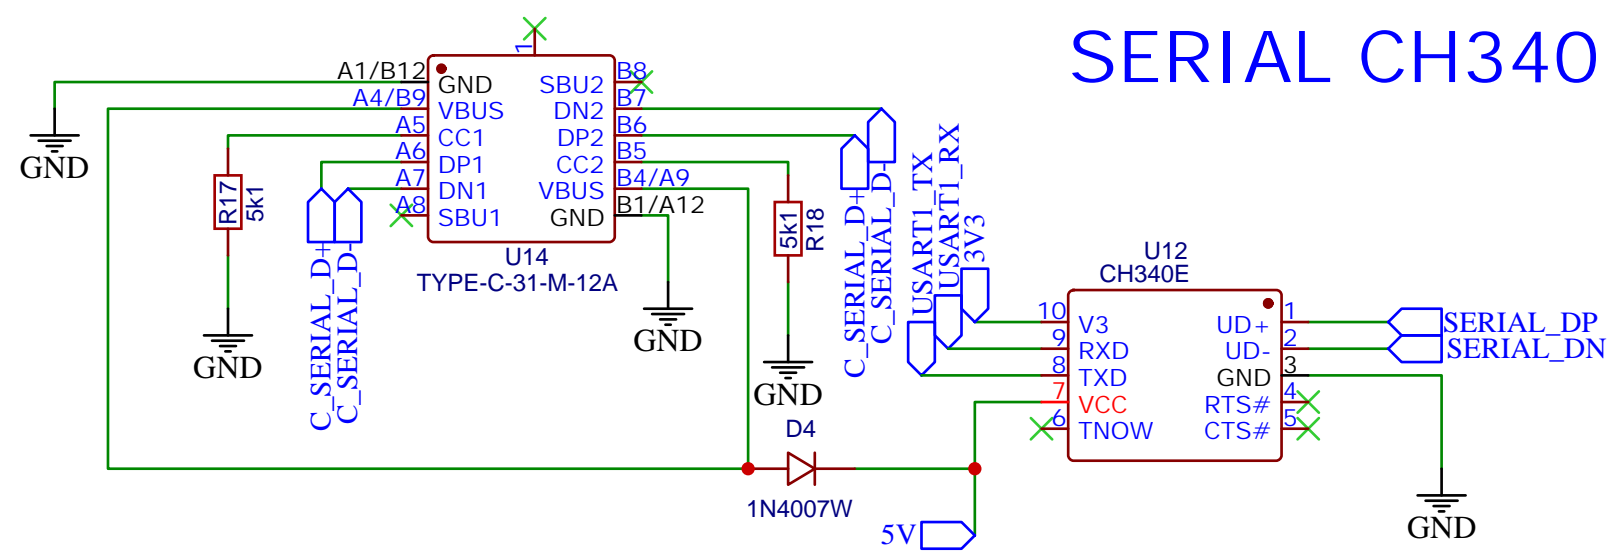 SERIAL CH340
1
A1/B12
GND
A4/B9
VBUS
A5
CC1
A6
DP1
A7
DN1
A8
SBU1
B8
SBU2
B7
DN2
B6
DP2
B5
CC2
B4/A9
VBUS
B1/A12
GND
U14
TYPE-C-31-M-12A
GND
R17
5k1
GND
C_SERIAL_D+
C_SERIAL_D-
GND
5k1
R18
GND
C_SERIAL_D+
C_SERIAL_D-
USART1_TX
USART1_RX
3V3
D4
1N4007W
5V
U12
CH340E
10
V3
9
RXD
8
TXD
7
VCC
6
TNOW
1
UD+
2
UD-
3
GND
4
RTS#
5
CTS#
SERIAL_DP
SERIAL_DN
GND